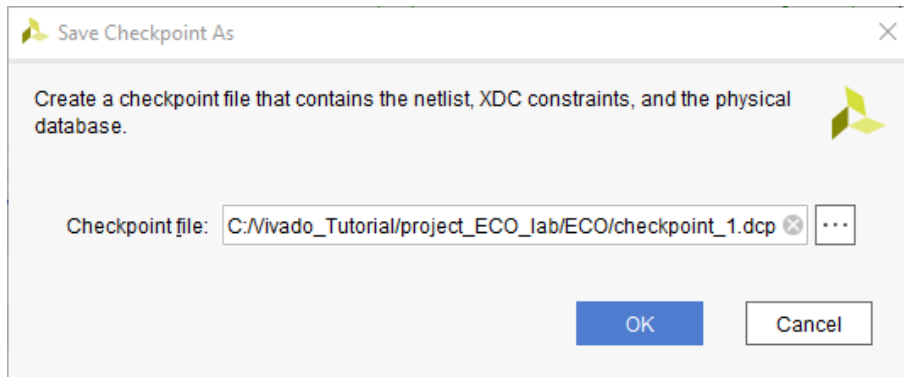 Save Checkpoint As
Create a checkpoint file that contains the netlist, XDC constraints, and the physical
database.
Checkpoint file: C:/Vivado_Tutorial/project_ECO_lab/ECO/checkpoint_1.dcp ...
OK Cancel